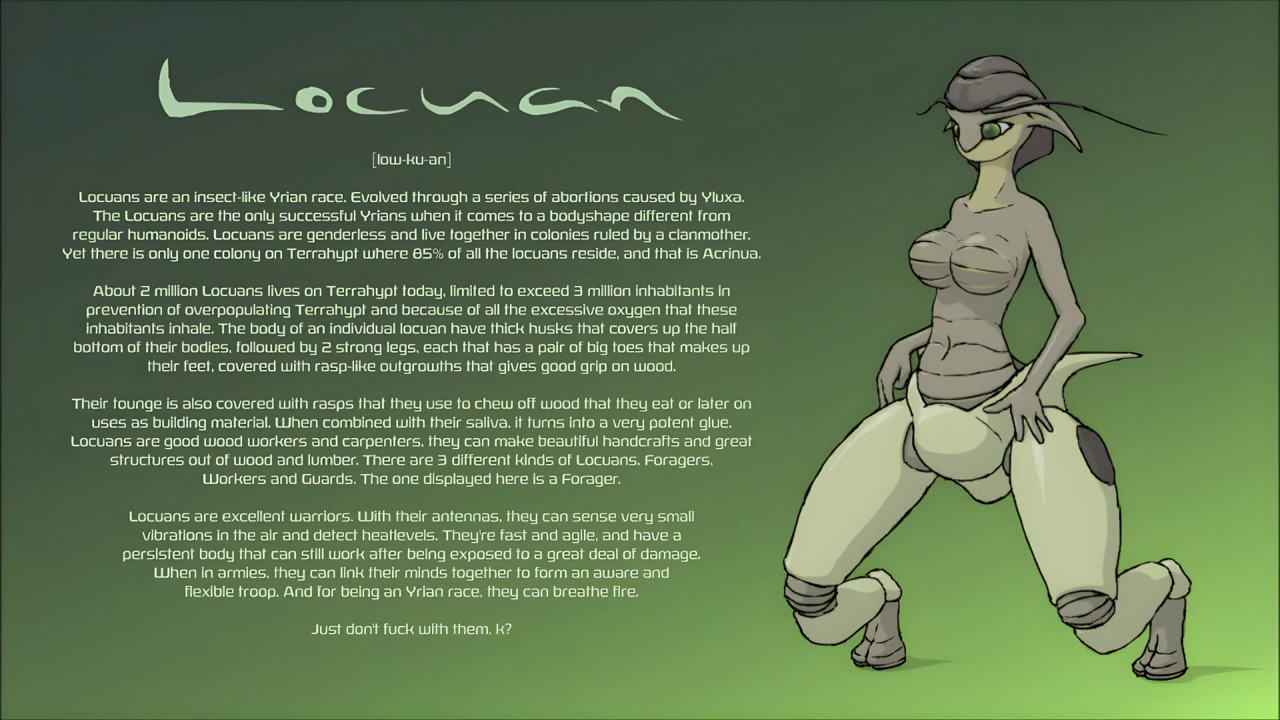 Locuan
[low-ku-an]
Locuans are an insect-like Yrian race. Evolved through a series of abortions caused by Yluxa.
The Locuans are the only successful Yrians when it comes to a bodyshape different from
regular humanoids. Locuans are genderless and live together in colonies ruled by a clanmother.
Yet there is only one colony on Terrahypt where 85% of all the locuans reside, and that is Acrinua.
About 2 million Locuans lives on Terrahypt today, limited to exceed 3 million inhabitants in
prevention of overpopulating Terrahypt and because of all the excessive oxygen that these
inhabitants inhale. The body of an individual locuan have thick husks that covers up the half
bottom of their bodies, followed by 2 strong legs, each that has a pair of big toes that makes up
their feet, covered with rasp-like outgrowths that gives good grip on wood.
Their tounge is also covered with rasps that they use to chew off wood that they eat or later on
uses as building material. When combined with their saliva, it turns into a very potent glue.
Locuans are good wood workers and carpenters, they can make beautiful handcrafts and great
structures out of wood and lumber. There are 3 different kinds of Locuans. Foragers,
Workers and Guards. The one displayed here is a Forager.
Locuans are excellent warriors. With their antennas, they can sense very small
vibrations in the air and detect heatlevels. They're fast and agile, and have a
persistent body that can still work after being exposed to a great deal of damage.
When in armies, they can link their minds together to form an aware and
flexible troop. And for being an Yrian race, they can breathe fire.
Just don't fuck with them, k?